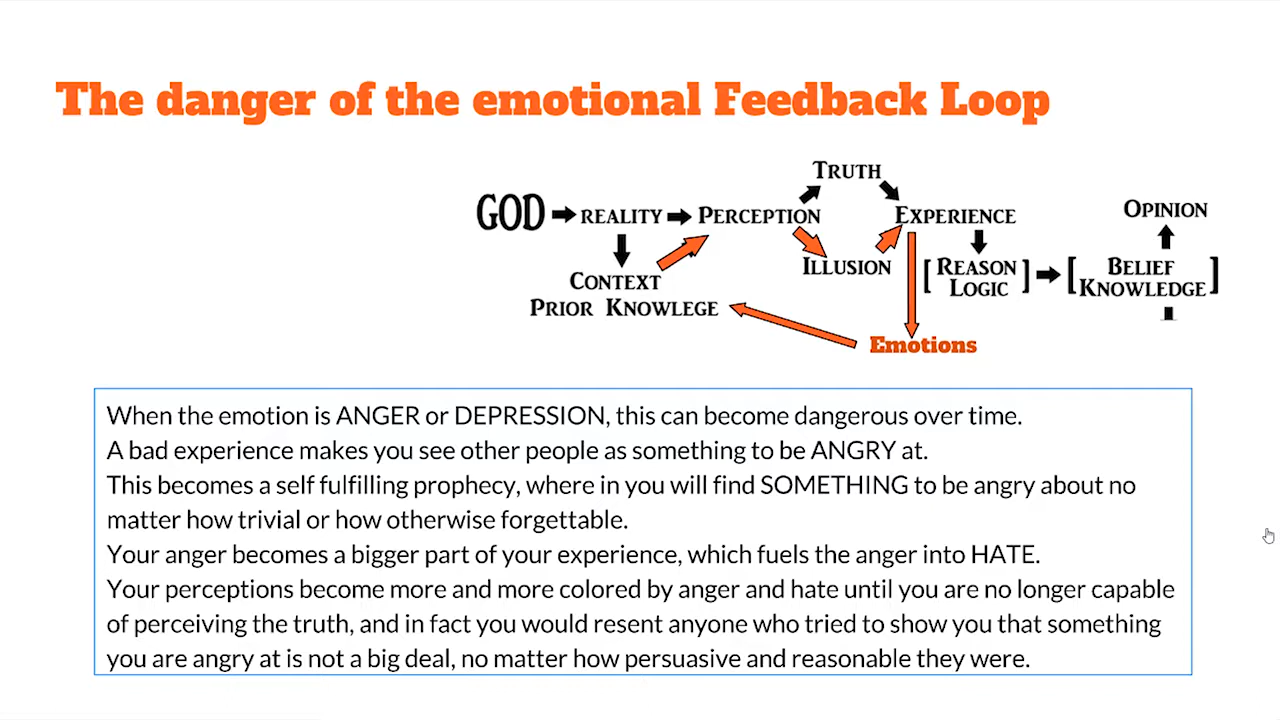 The danger of the emotional Feedback Loop
TRUTH
GOD REALITY PERCEPTION EXPERIENCE OPINION
CONTEXT ILLUSION [ REASON ] [ BELIEF ]
PRIOR KNOWLEGE LOGIC KNOWLEDGE
Emotions
When the emotion is ANGER or DEPRESSION, this can become dangerous over time.
A bad experience makes you see other people as something to be ANGRY at.
This becomes a self fulfilling prophecy, where in you will find SOMETHING to be angry about no
matter how trivial or how otherwise forgettable.
Your anger becomes a bigger part of your experience, which fuels the anger into HATE.
Your perceptions become more and more colored by anger and hate until you are no longer capable
of perceiving the truth, and in fact you would resent anyone who tried to show you that something
you are angry at is not a big deal, no matter how persuasive and reasonable they were.